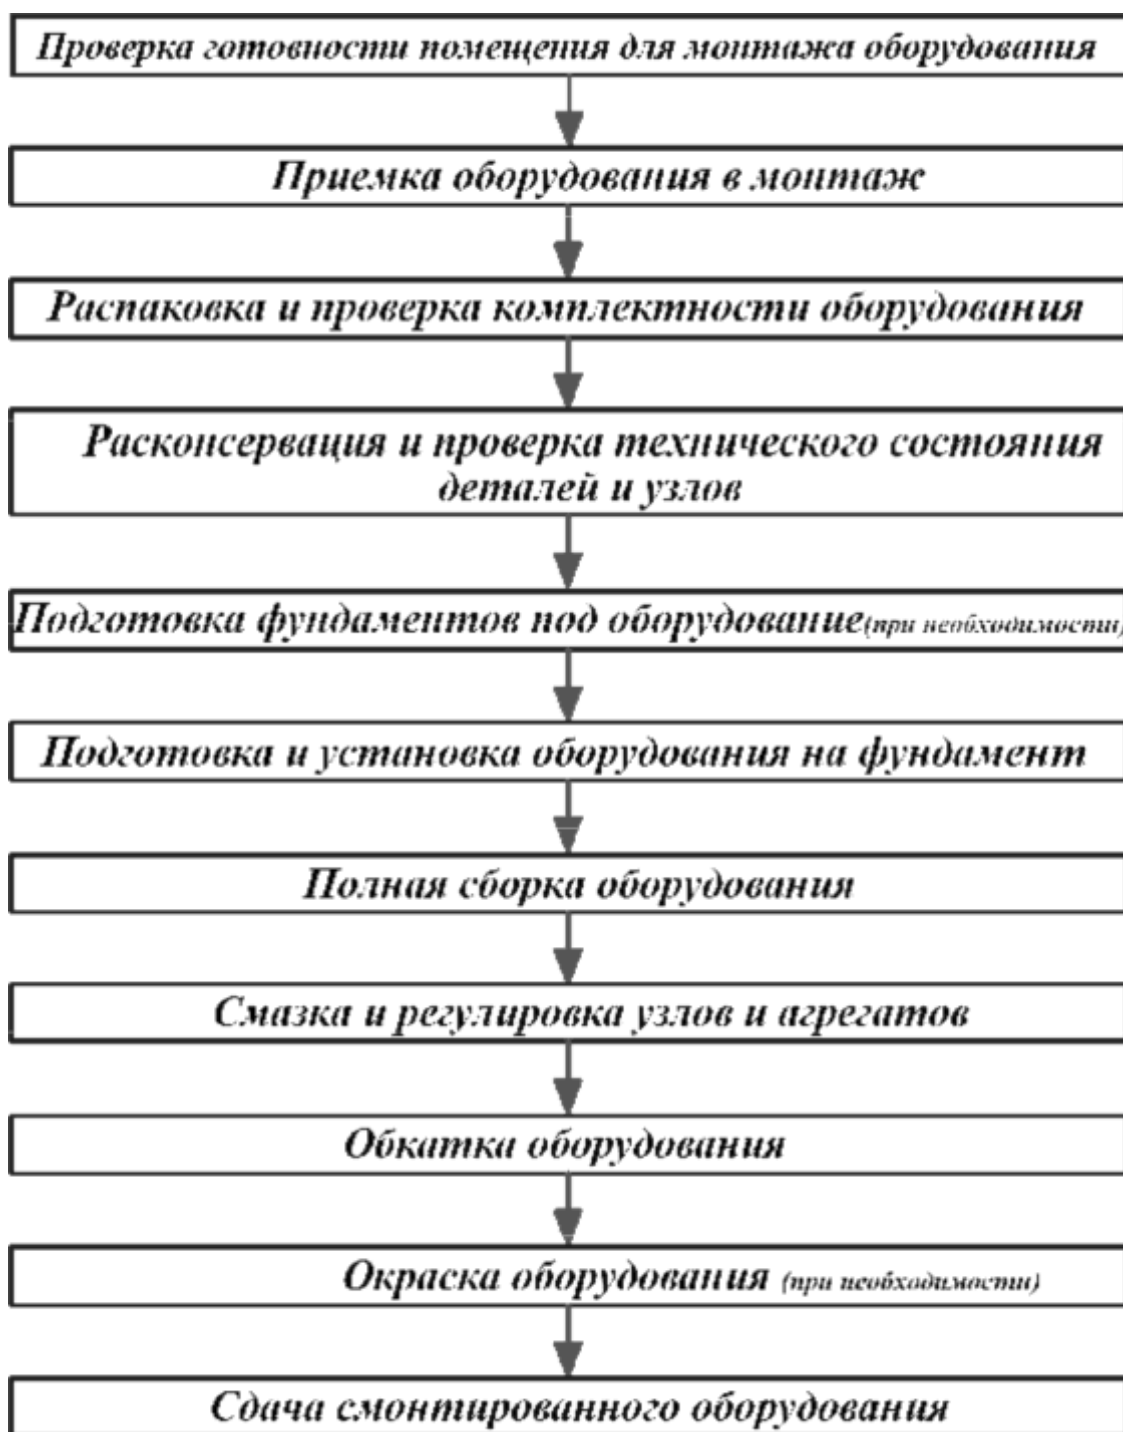 Проверка готовности помещения для монтажа оборудования
Приемка оборудования в монтаж
Распаковка и проверка комплектности оборудования
Расконсервация и проверка технического состояния
деталей и узлов
Подготовка фундаментов под оборудование(при необходимости)
Подготовка и установка оборудования на фундамент
Полная сборка оборудования
Смазка и регулировка узлов и агрегатов
Обкатка оборудования
Окраска оборудования (при необходимости)
Сдача смонтированного оборудования